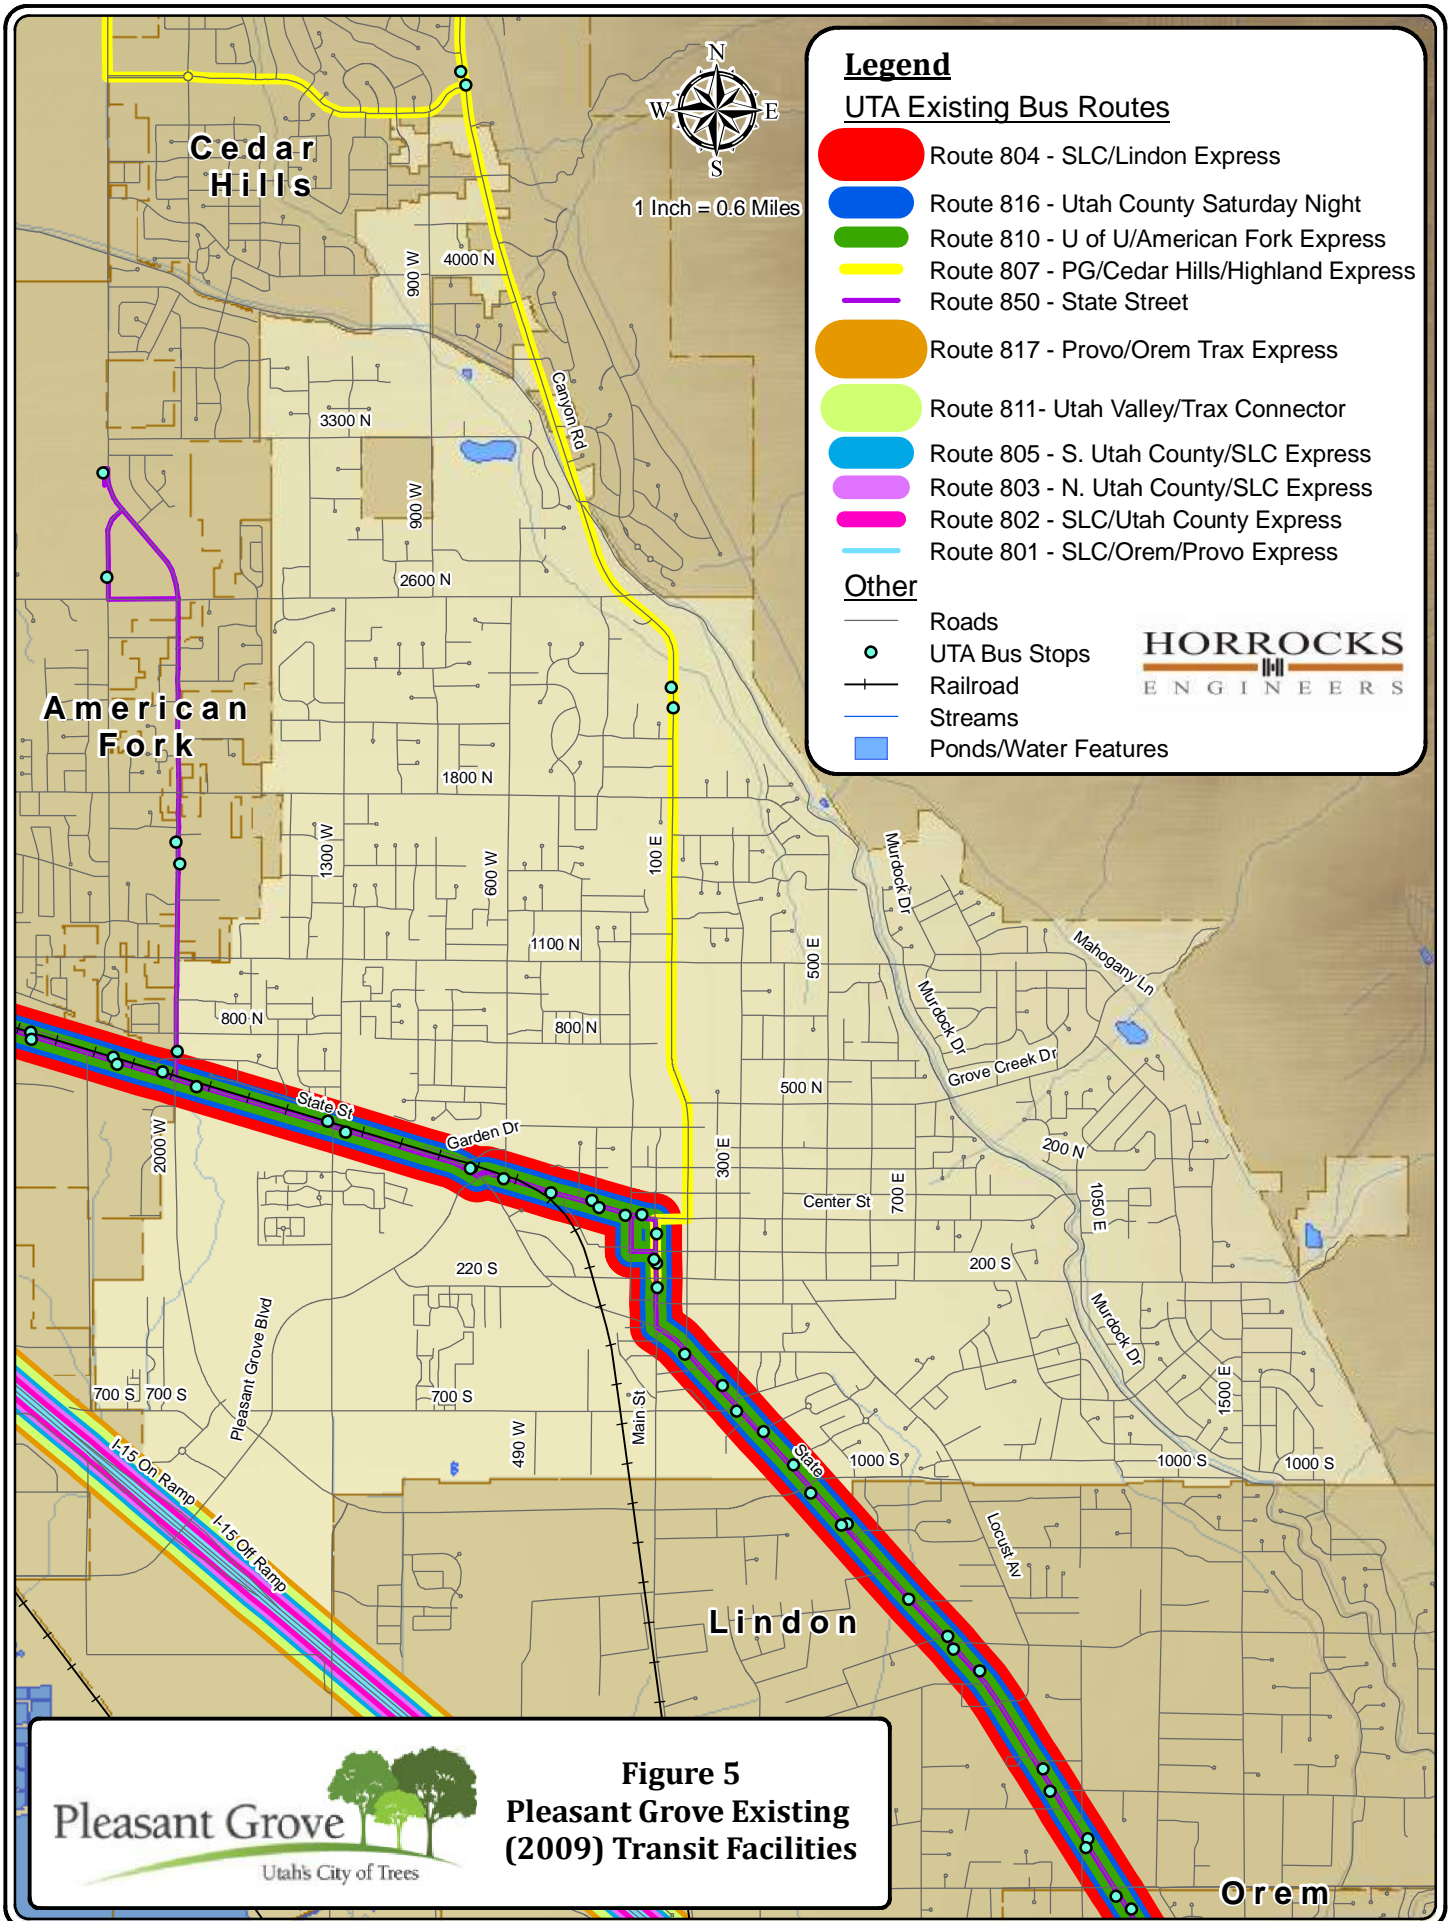 Legend
UTA Existing Bus Routes
Route 804 - SLC/Lindon Express
Route 816 - Utah County Saturday Night
Route 810 - U of U/American Fork Express
Route 807 - PG/Cedar Hills/Highland Express
Route 850 - State Street
Route 817 - Provo/Orem Trax Express
Route 811- Utah Valley/Trax Connector
Route 805 - S. Utah County/SLC Express
Route 803 - N. Utah County/SLC Express
Route 802 - SLC/Utah County Express
Route 801 - SLC/Orem/Provo Express
Other
Roads
UTA Bus Stops
Railroad
Streams
Ponds/Water Features
HORROCKS
ENGINEERS
N
W
E
S
1 Inch = 0.6 Miles
Cedar
Hills
900 W
4000 N
Canyon Rd
3300 N
900 W
2600 N
American
Fork
1800 N
1300 W
600 W
100 E
Murdock Dr
1100 N
500 E
Mahogany Ln
800 N
800 N
Murdock Dr
Grove Creek Dr
500 N
State St
Garden Dr
2000 W
300 E
200 N
Center St
700 E
1050 E
220 S
200 S
Pleasant Grove Blvd
Murdock Dr
700 S
700 S
700 S
Main St
490 W
1500 E
State
1000 S
1000 S
1000 S
I-15 On Ramp
I-15 Off Ramp
Locust Av
Lindon
Orem
Pleasant Grove
Utah's City of Trees
Figure 5
Pleasant Grove Existing
(2009) Transit Facilities